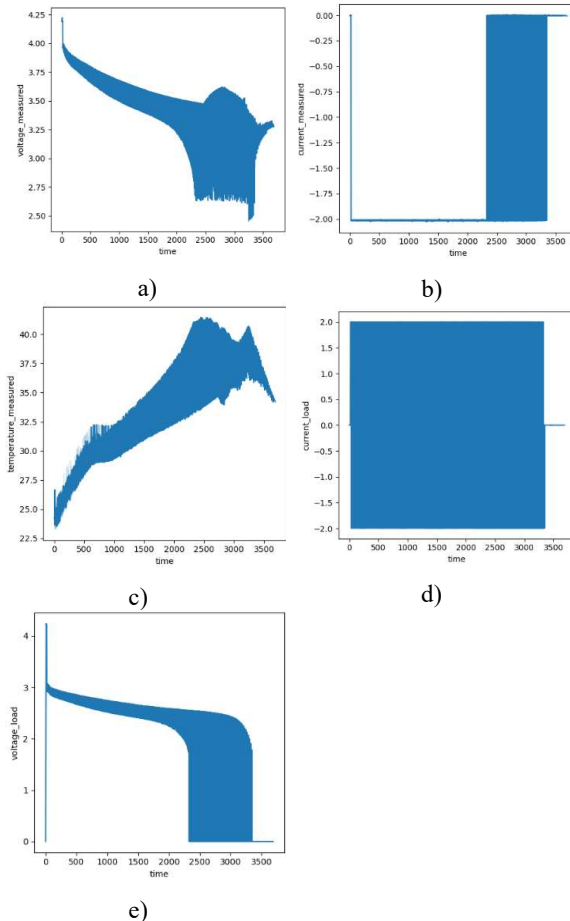 4.25
4.00
3.75
3.50
3.25
3.00
2.75
2.50
voltage_measured
0 500 1000 1500 2000 2500 3000 3500
time
a)
0.00
−0.25
−0.50
−0.75
−1.00
−1.25
−1.50
−1.75
−2.00
current_measured
0 500 1000 1500 2000 2500 3000 3500
time
b)
40.0
37.5
35.0
32.5
30.0
27.5
25.0
22.5
temperature_measured
0 500 1000 1500 2000 2500 3000 3500
time
c)
2.0
1.5
1.0
0.5
0.0
−0.5
−1.0
−1.5
−2.0
current_load
0 500 1000 1500 2000 2500 3000 3500
time
d)
4
3
2
1
0
voltage_load
0 500 1000 1500 2000 2500 3000 3500
time
e)